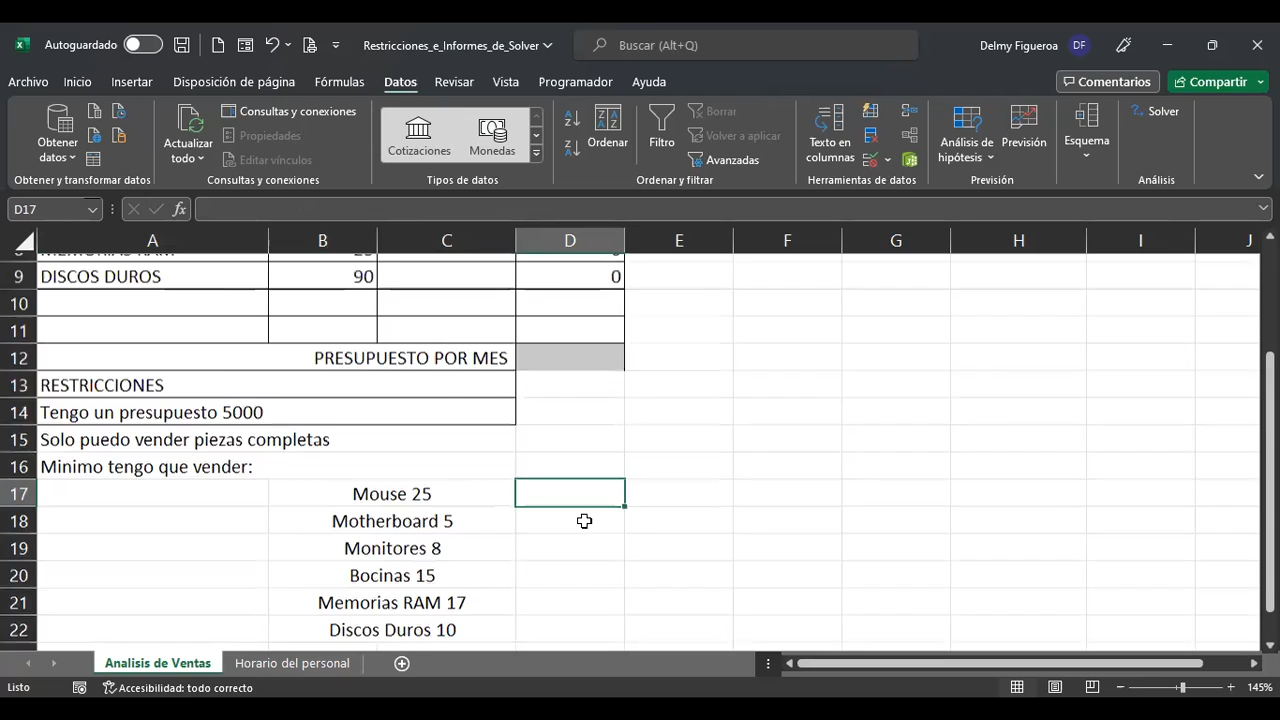 Autoguardado
Restricciones_e_Informes_de_Solver
Buscar (Alt+Q)
Delmy Figueroa
DF
Archivo Inicio Insertar Disposición de página Fórmulas Datos Revisar Vista Programador Ayuda
Comentarios
Compartir
Obtener datos
Obtener y transformar datos
Actualizar todo
Consultas y conexiones
Propiedades
Editar vínculos
Consultas y conexiones
Cotizaciones
Monedas
Tipos de datos
Ordenar
Filtro
Borrar
Volver a aplicar
Avanzadas
Ordenar y filtrar
Texto en columnas
Herramientas de datos
Análisis de hipótesis
Previsión
Previsión
Esquema
Solver
Análisis
D17
fx
A B C D E F G H I J
9 DISCOS DUROS 90 0
10
11
12 PRESUPUESTO POR MES
13 RESTRICCIONES
14 Tengo un presupuesto 5000
15 Solo puedo vender piezas completas
16 Minimo tengo que vender:
17 Mouse 25
18 Motherboard 5
19 Monitores 8
20 Bocinas 15
21 Memorias RAM 17
22 Discos Duros 10
Analisis de Ventas
Horario del personal
Listo
Accesibilidad: todo correcto
145%